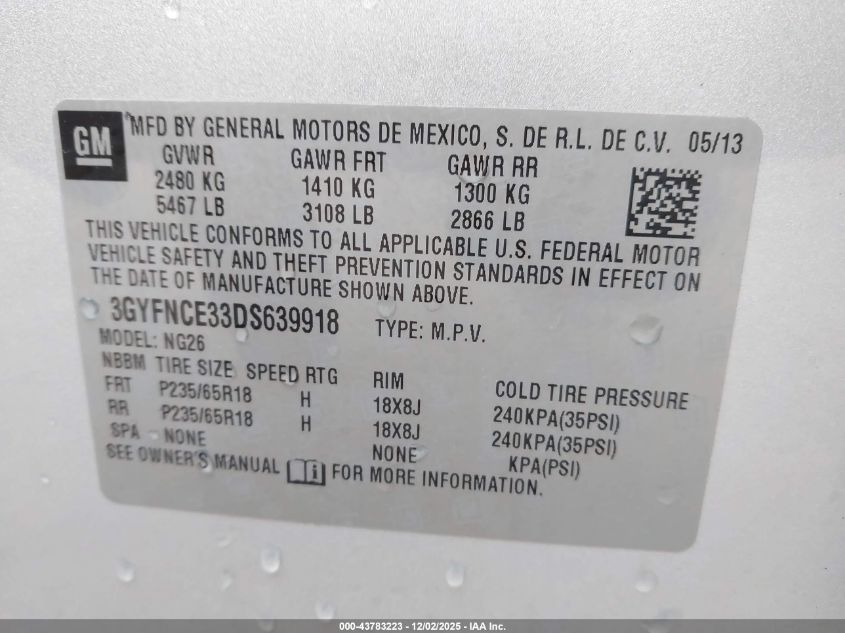 GM
MFD BY GENERAL MOTORS DE MEXICO, S. DE R.L. DE C.V. 05/13
GVWR GAWR FRT GAWR RR
2480 KG 1410 KG 1300 KG
5467 LB 3108 LB 2866 LB
THIS VEHICLE CONFORMS TO ALL APPLICABLE U.S. FEDERAL MOTOR
VEHICLE SAFETY AND THEFT PREVENTION STANDARDS IN EFFECT ON
THE DATE OF MANUFACTURE SHOWN ABOVE.
3GYFNCE33DS639918 TYPE: M.P.V.
MODEL: NG26
NBBM TIRE SIZE SPEED RTG RIM COLD TIRE PRESSURE
FRT P235/65R18 H 18X8J 240KPA(35PSI)
RR P235/65R18 H 18X8J 240KPA(35PSI)
SPA NONE NONE KPA(PSI)
SEE OWNER'S MANUAL FOR MORE INFORMATION.
000-43783223 - 12/02/2025 - IAA Inc.